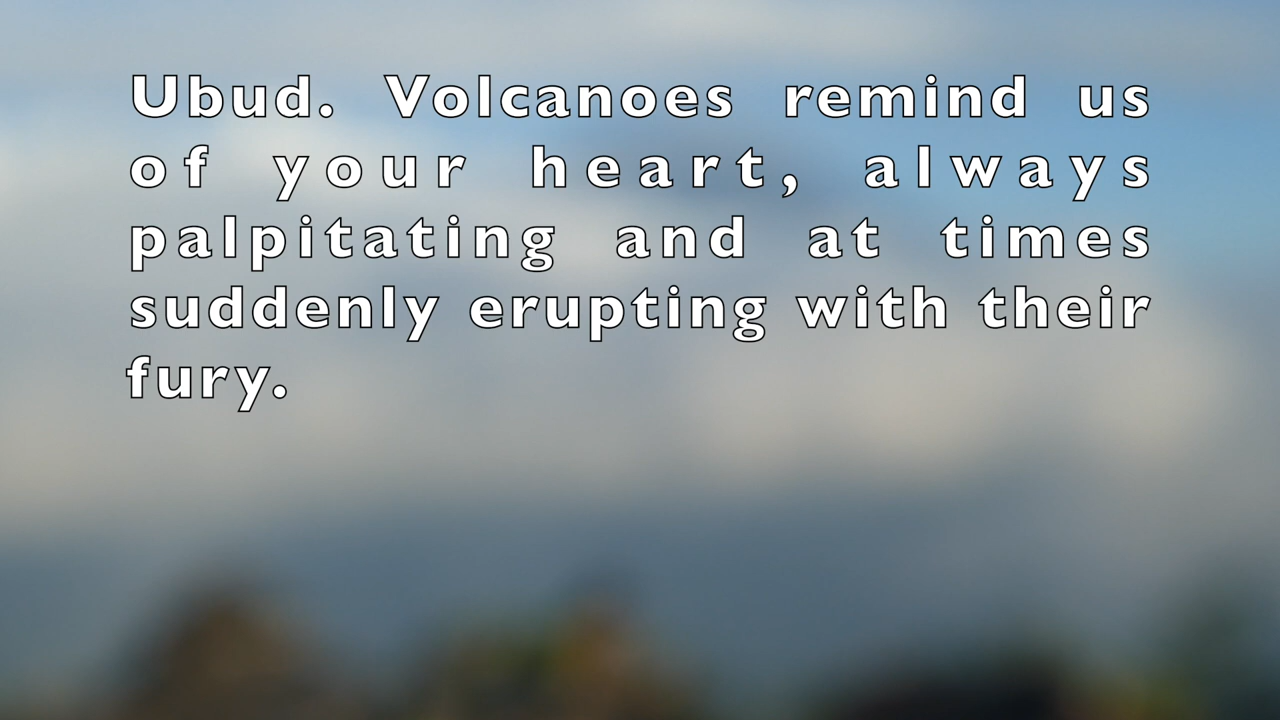 Ubud. Volcanoes remind us
of your heart, always
palpitating and at times
suddenly erupting with their
fury.